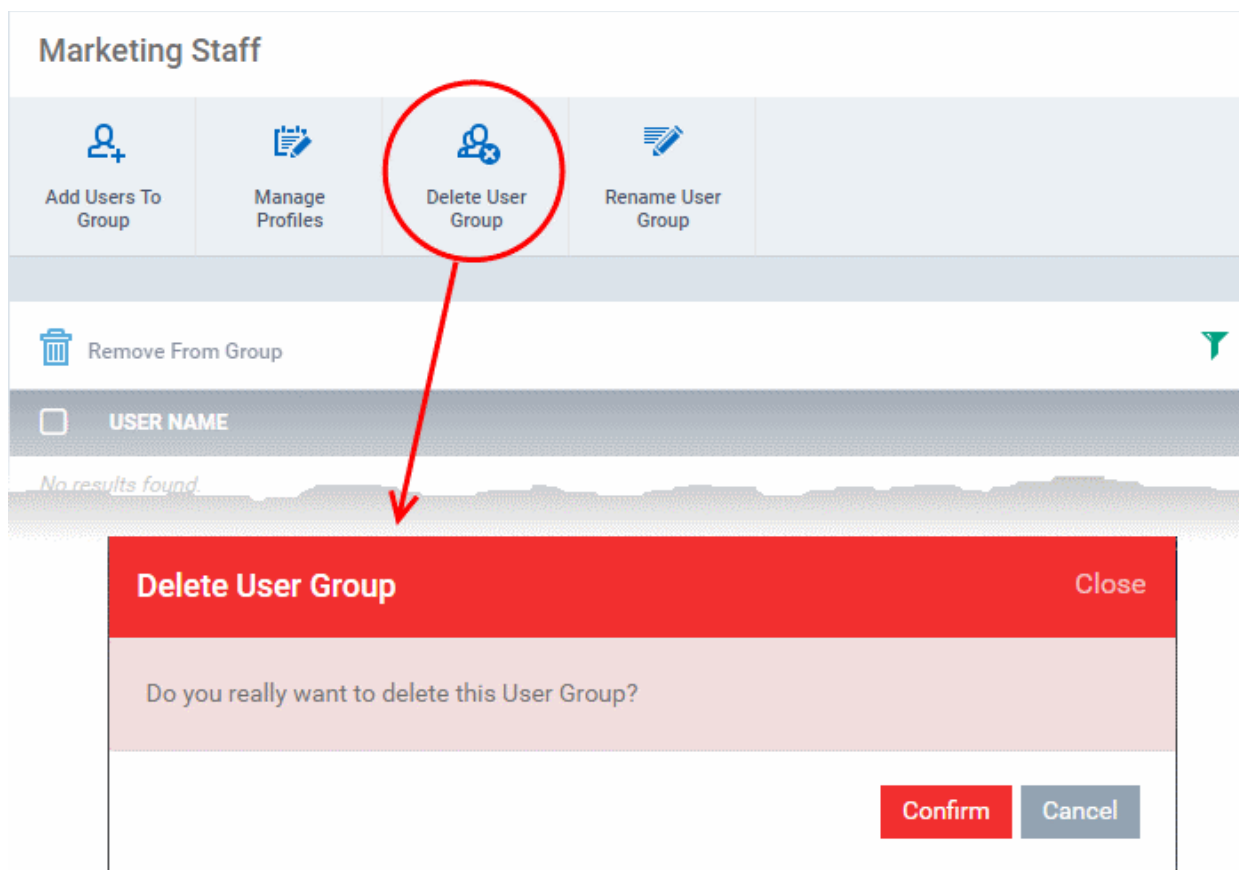 Marketing Staff
Add Users To
Group
Manage
Profiles
Delete User
Group
Rename User
Group
Remove From Group
USER NAME
No results found.
Delete User Group
Close
Do you really want to delete this User Group?
Confirm
Cancel